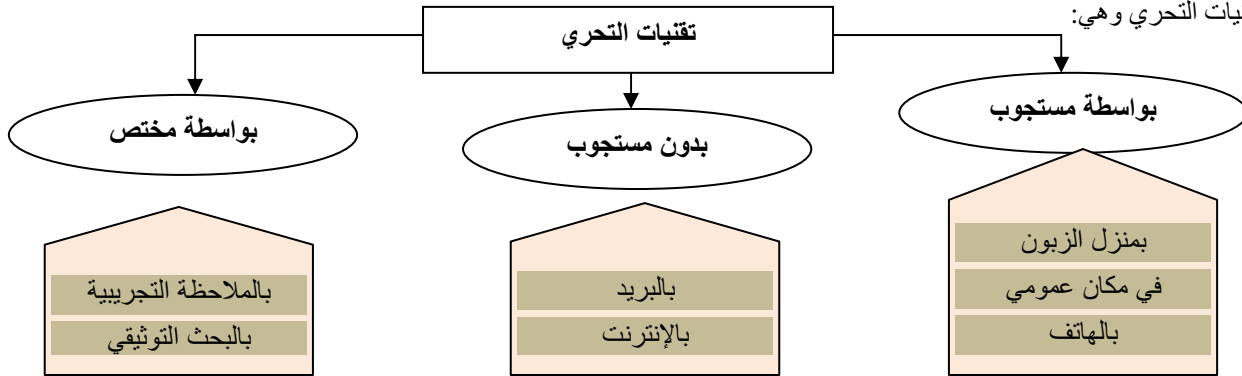 يات التحري وهي:
تقنيات التحري
بواسطة مستجوب
بدون مستجوب
بواسطة مختص
بمنزل الزبون
في مكان عمومي
بالهاتف
بالبريد
بالإنترنت
بالملاحظة التجريبية
بالبحث التوثيقي